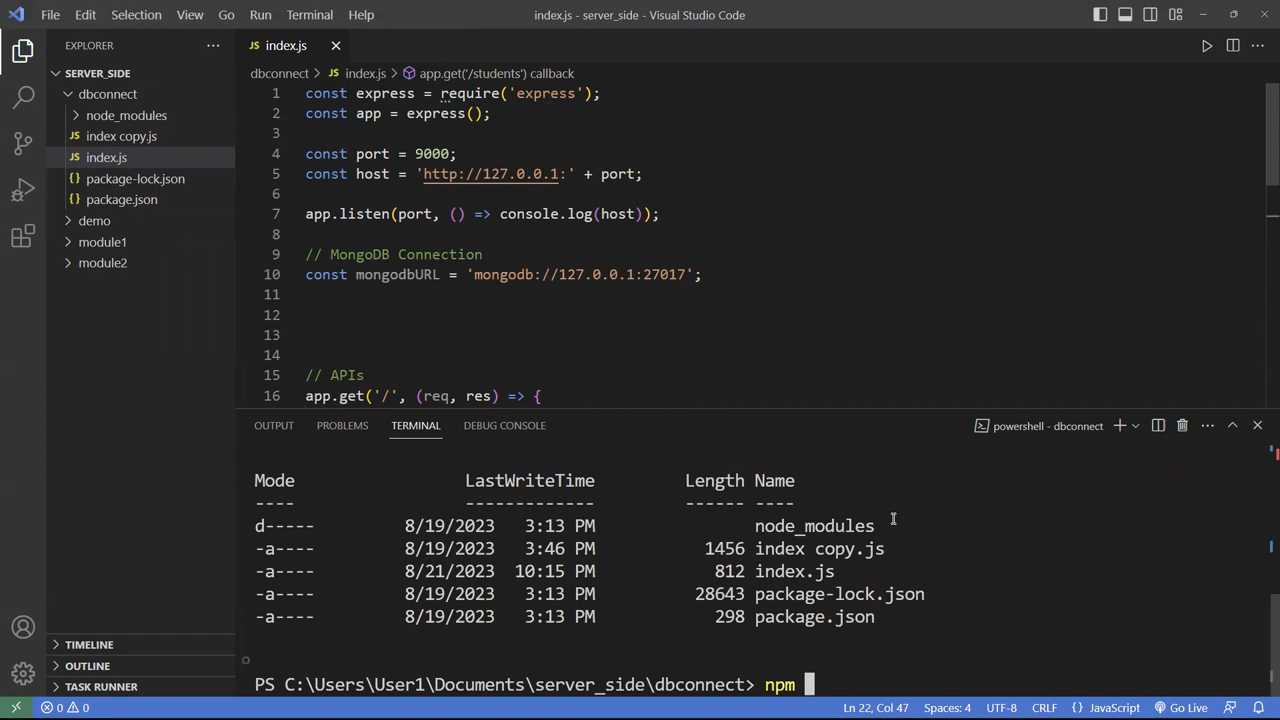 File Edit Selection View Go Run Terminal Help index.js - server_side - Visual Studio Code
EXPLORER
SERVER_SIDE
dbconnect
node_modules
JS index copy.js
JS index.js
package-lock.json
package.json
demo
module1
module2
TIMELINE
OUTLINE
TASK RUNNER
JS index.js
dbconnect > JS index.js > app.get('/students') callback
1 const express = require('express');
2 const app = express();
3
4 const port = 9000;
5 const host = 'http://127.0.0.1:' + port;
6
7 app.listen(port, () => console.log(host));
8
9 // MongoDB Connection
10 const mongodbURL = 'mongodb://127.0.0.1:27017';
11
12
13
14
15 // APIs
16 app.get('/', (req, res) => {
OUTPUT PROBLEMS TERMINAL DEBUG CONSOLE powershell - dbconnect
Mode LastWriteTime Length Name
---- ------------- ------ ----
d----- 8/19/2023 3:13 PM node_modules
-a---- 8/19/2023 3:46 PM 1456 index copy.js
-a---- 8/21/2023 10:15 PM 812 index.js
-a---- 8/19/2023 3:13 PM 28643 package-lock.json
-a---- 8/19/2023 3:13 PM 298 package.json
PS C:\Users\User1\Documents\server_side\dbconnect> npm
0 0 Ln 22, Col 47 Spaces: 4 UTF-8 CRLF {} JavaScript Go Live